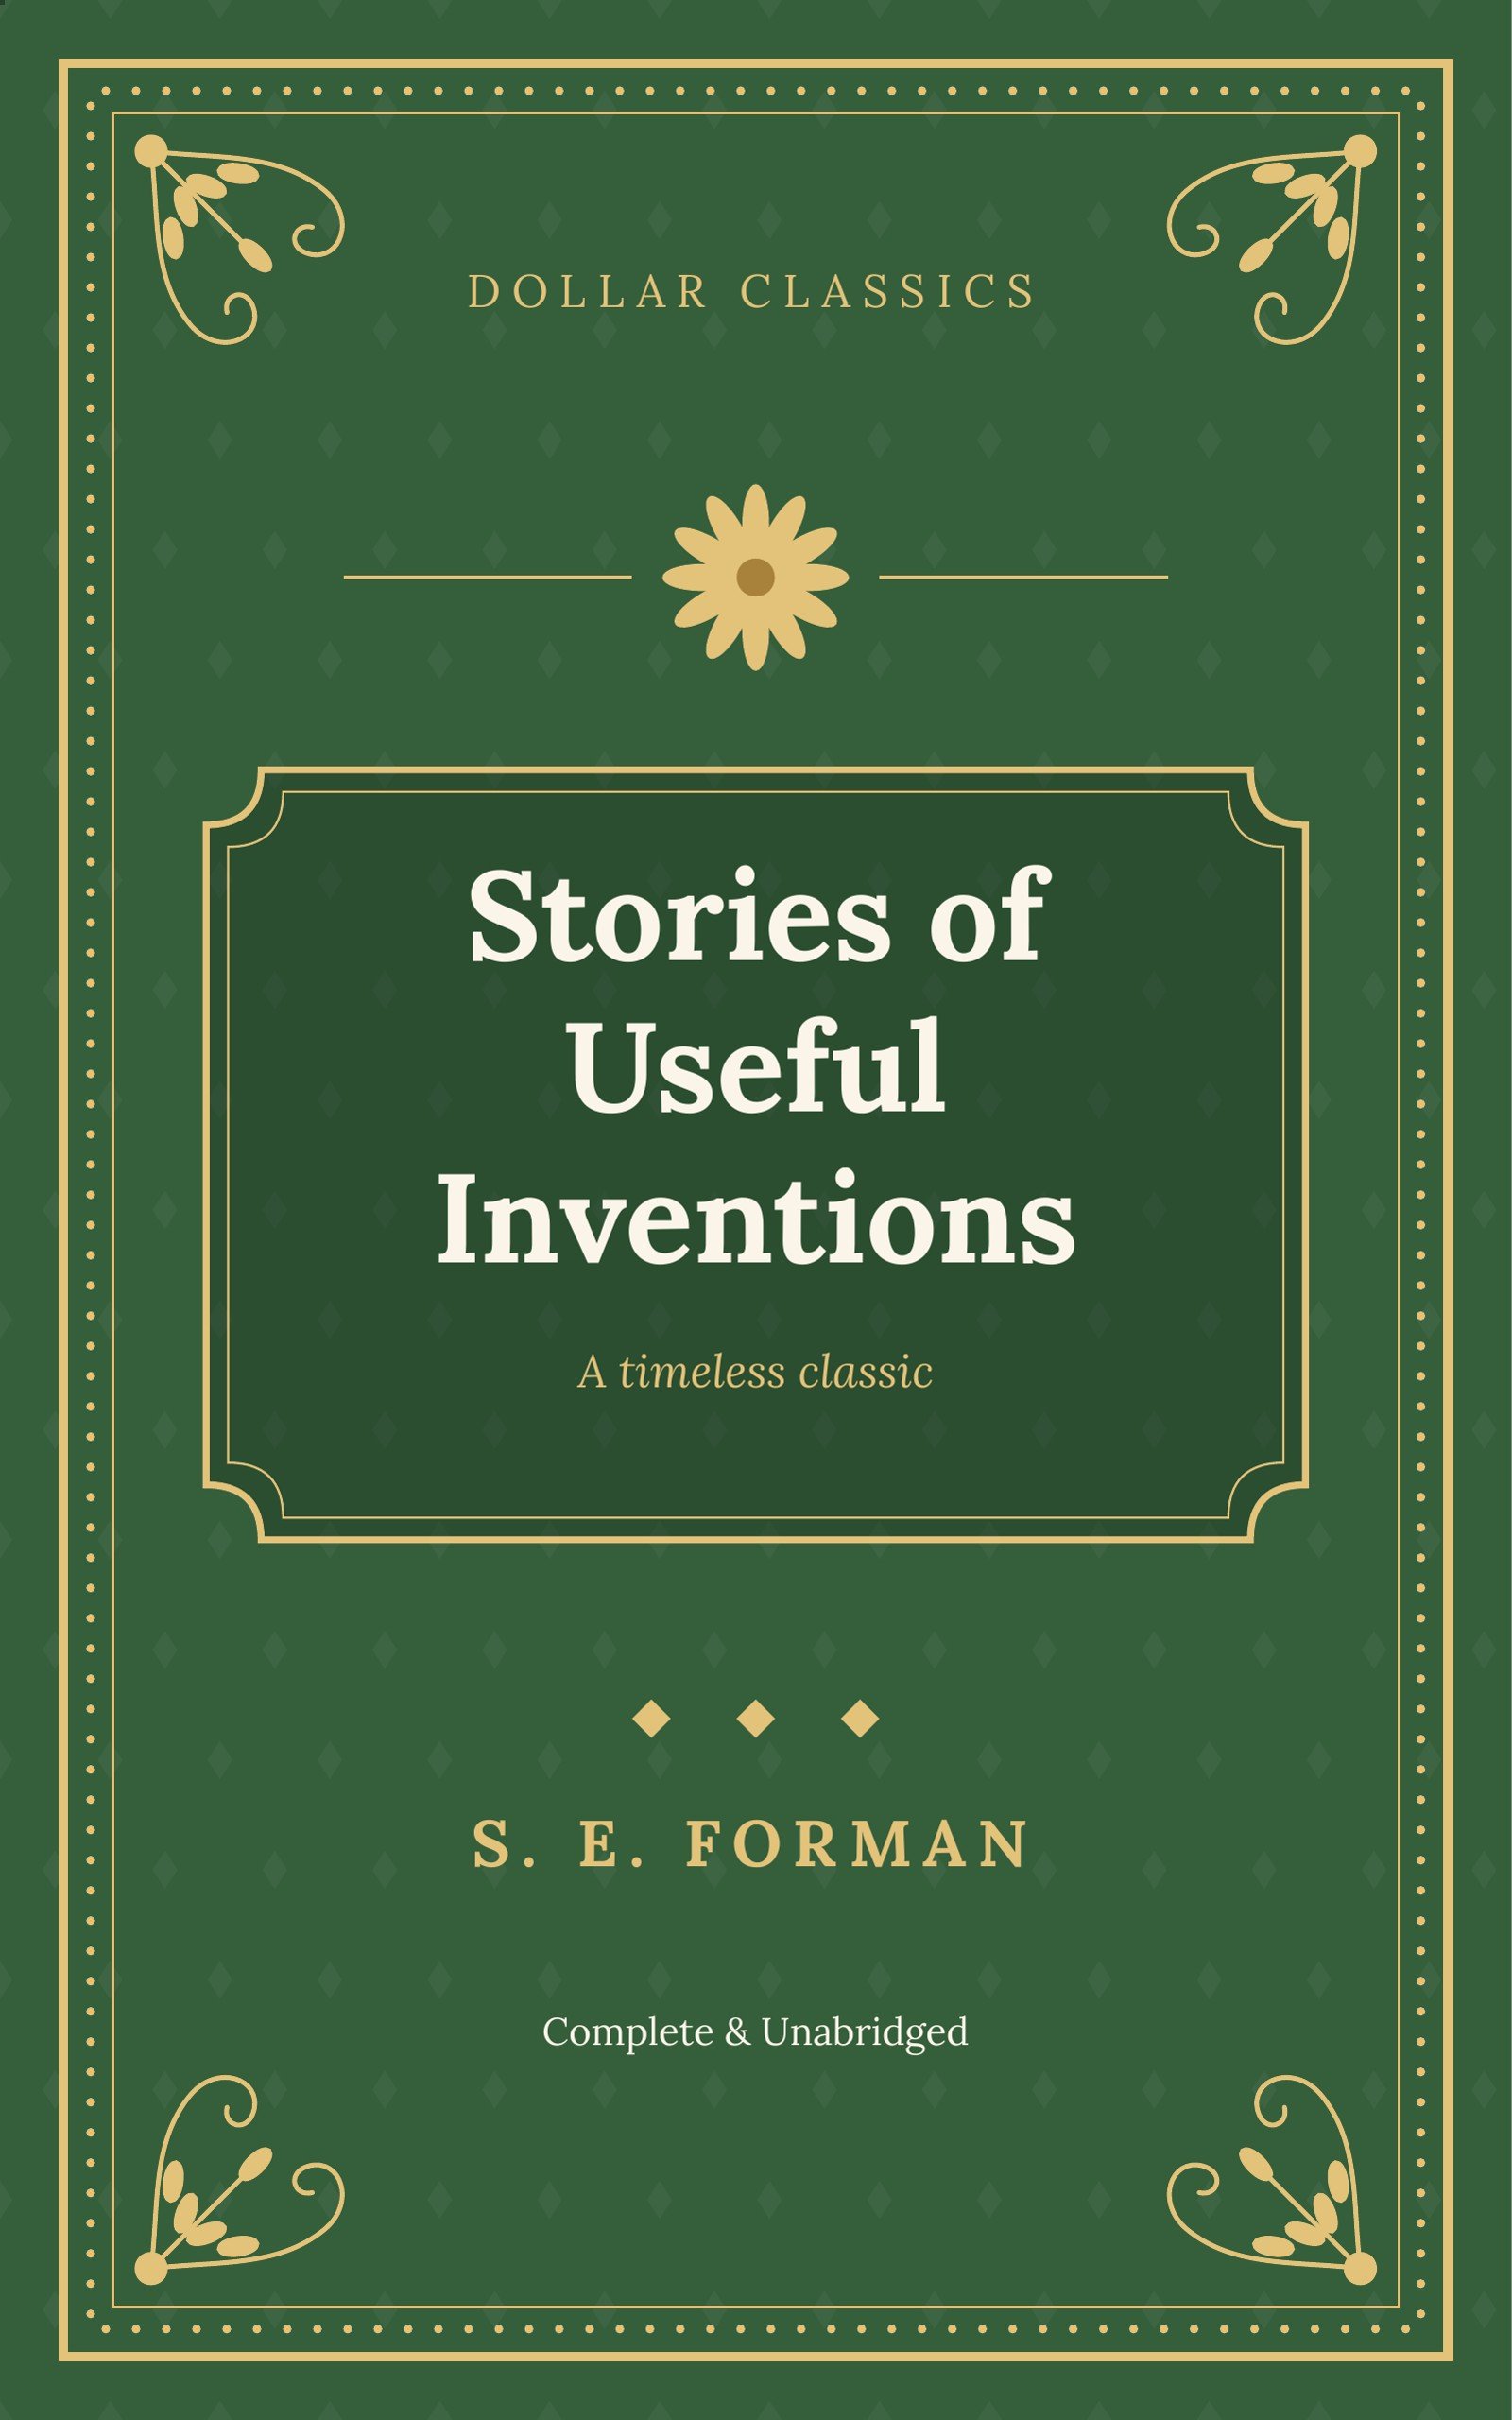 DOLLAR CLASSICS
Stories of
Useful
Inventions
A timeless classic
S. E. FORMAN
Complete & Unabridged